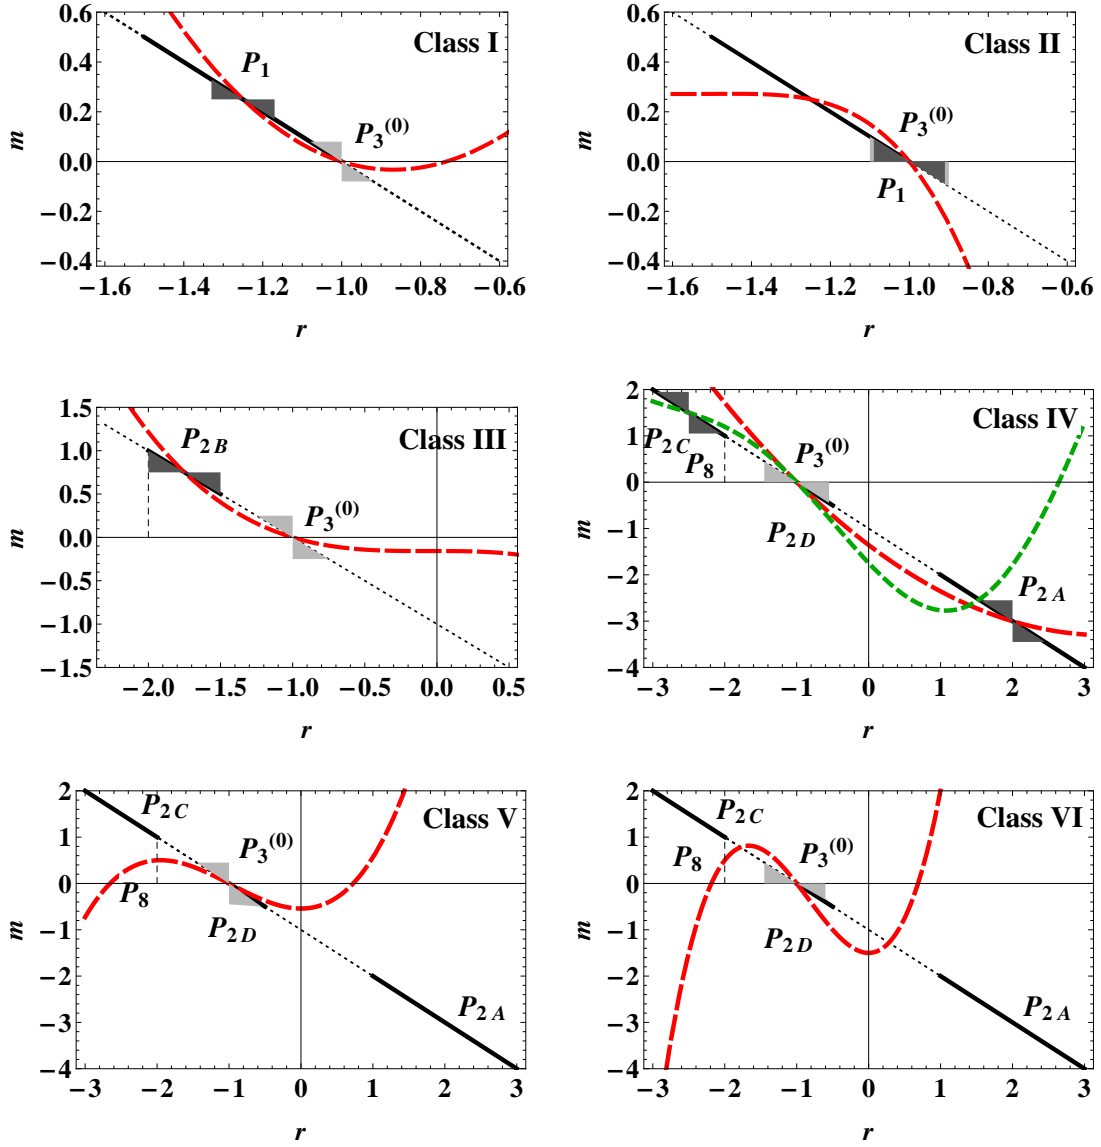 Class I
P1
P3(0)
m
0.6
0.4
0.2
0.0
−0.2
−0.4
−1.6 −1.4 −1.2 −1.0 −0.8 −0.6
r
Class II
P3(0)
P1
m
0.6
0.4
0.2
0.0
−0.2
−0.4
−1.6 −1.4 −1.2 −1.0 −0.8 −0.6
r
Class III
P2B
P3(0)
m
1.5
1.0
0.5
0.0
−0.5
−1.0
−1.5
−2.0 −1.5 −1.0 −0.5 0.0 0.5
r
Class IV
P2C
P8
P3(0)
P2D
P2A
m
2
1
0
−1
−2
−3
−4
−3 −2 −1 0 1 2 3
r
Class V
P2C
P3(0)
P8
P2D
P2A
m
2
1
0
−1
−2
−3
−4
−3 −2 −1 0 1 2 3
r
Class VI
P2C
P8
P3(0)
P2D
P2A
m
2
1
0
−1
−2
−3
−4
−3 −2 −1 0 1 2 3
r